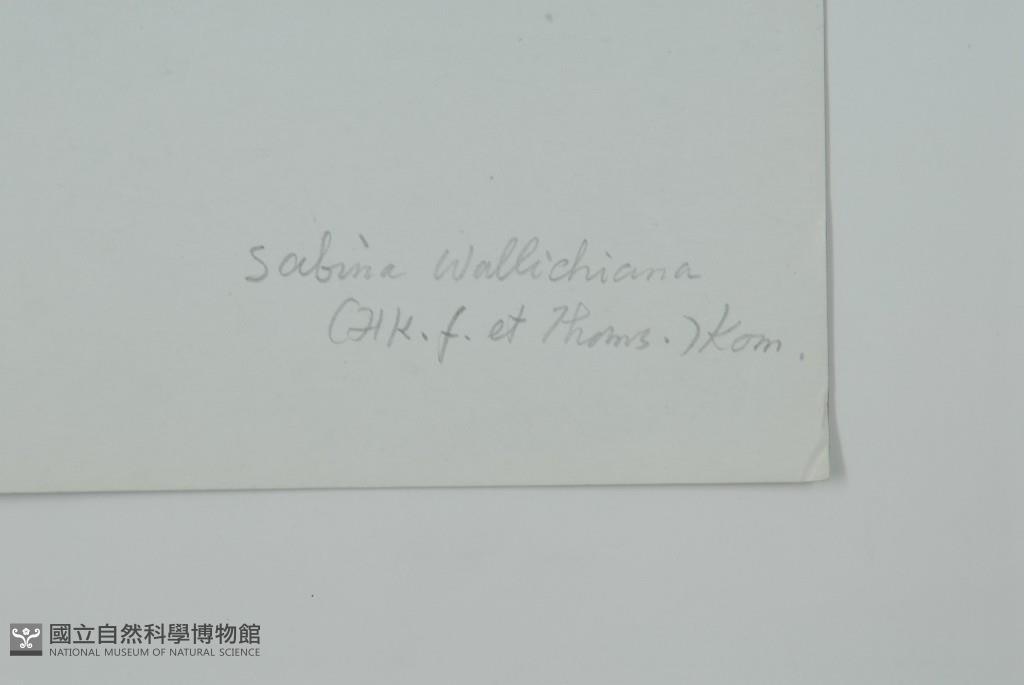 Sabina Wallichiana
(HK. f. et Thoms.) Kom.
國立自然科學博物館
NATIONAL MUSEUM OF NATURAL SCIENCE